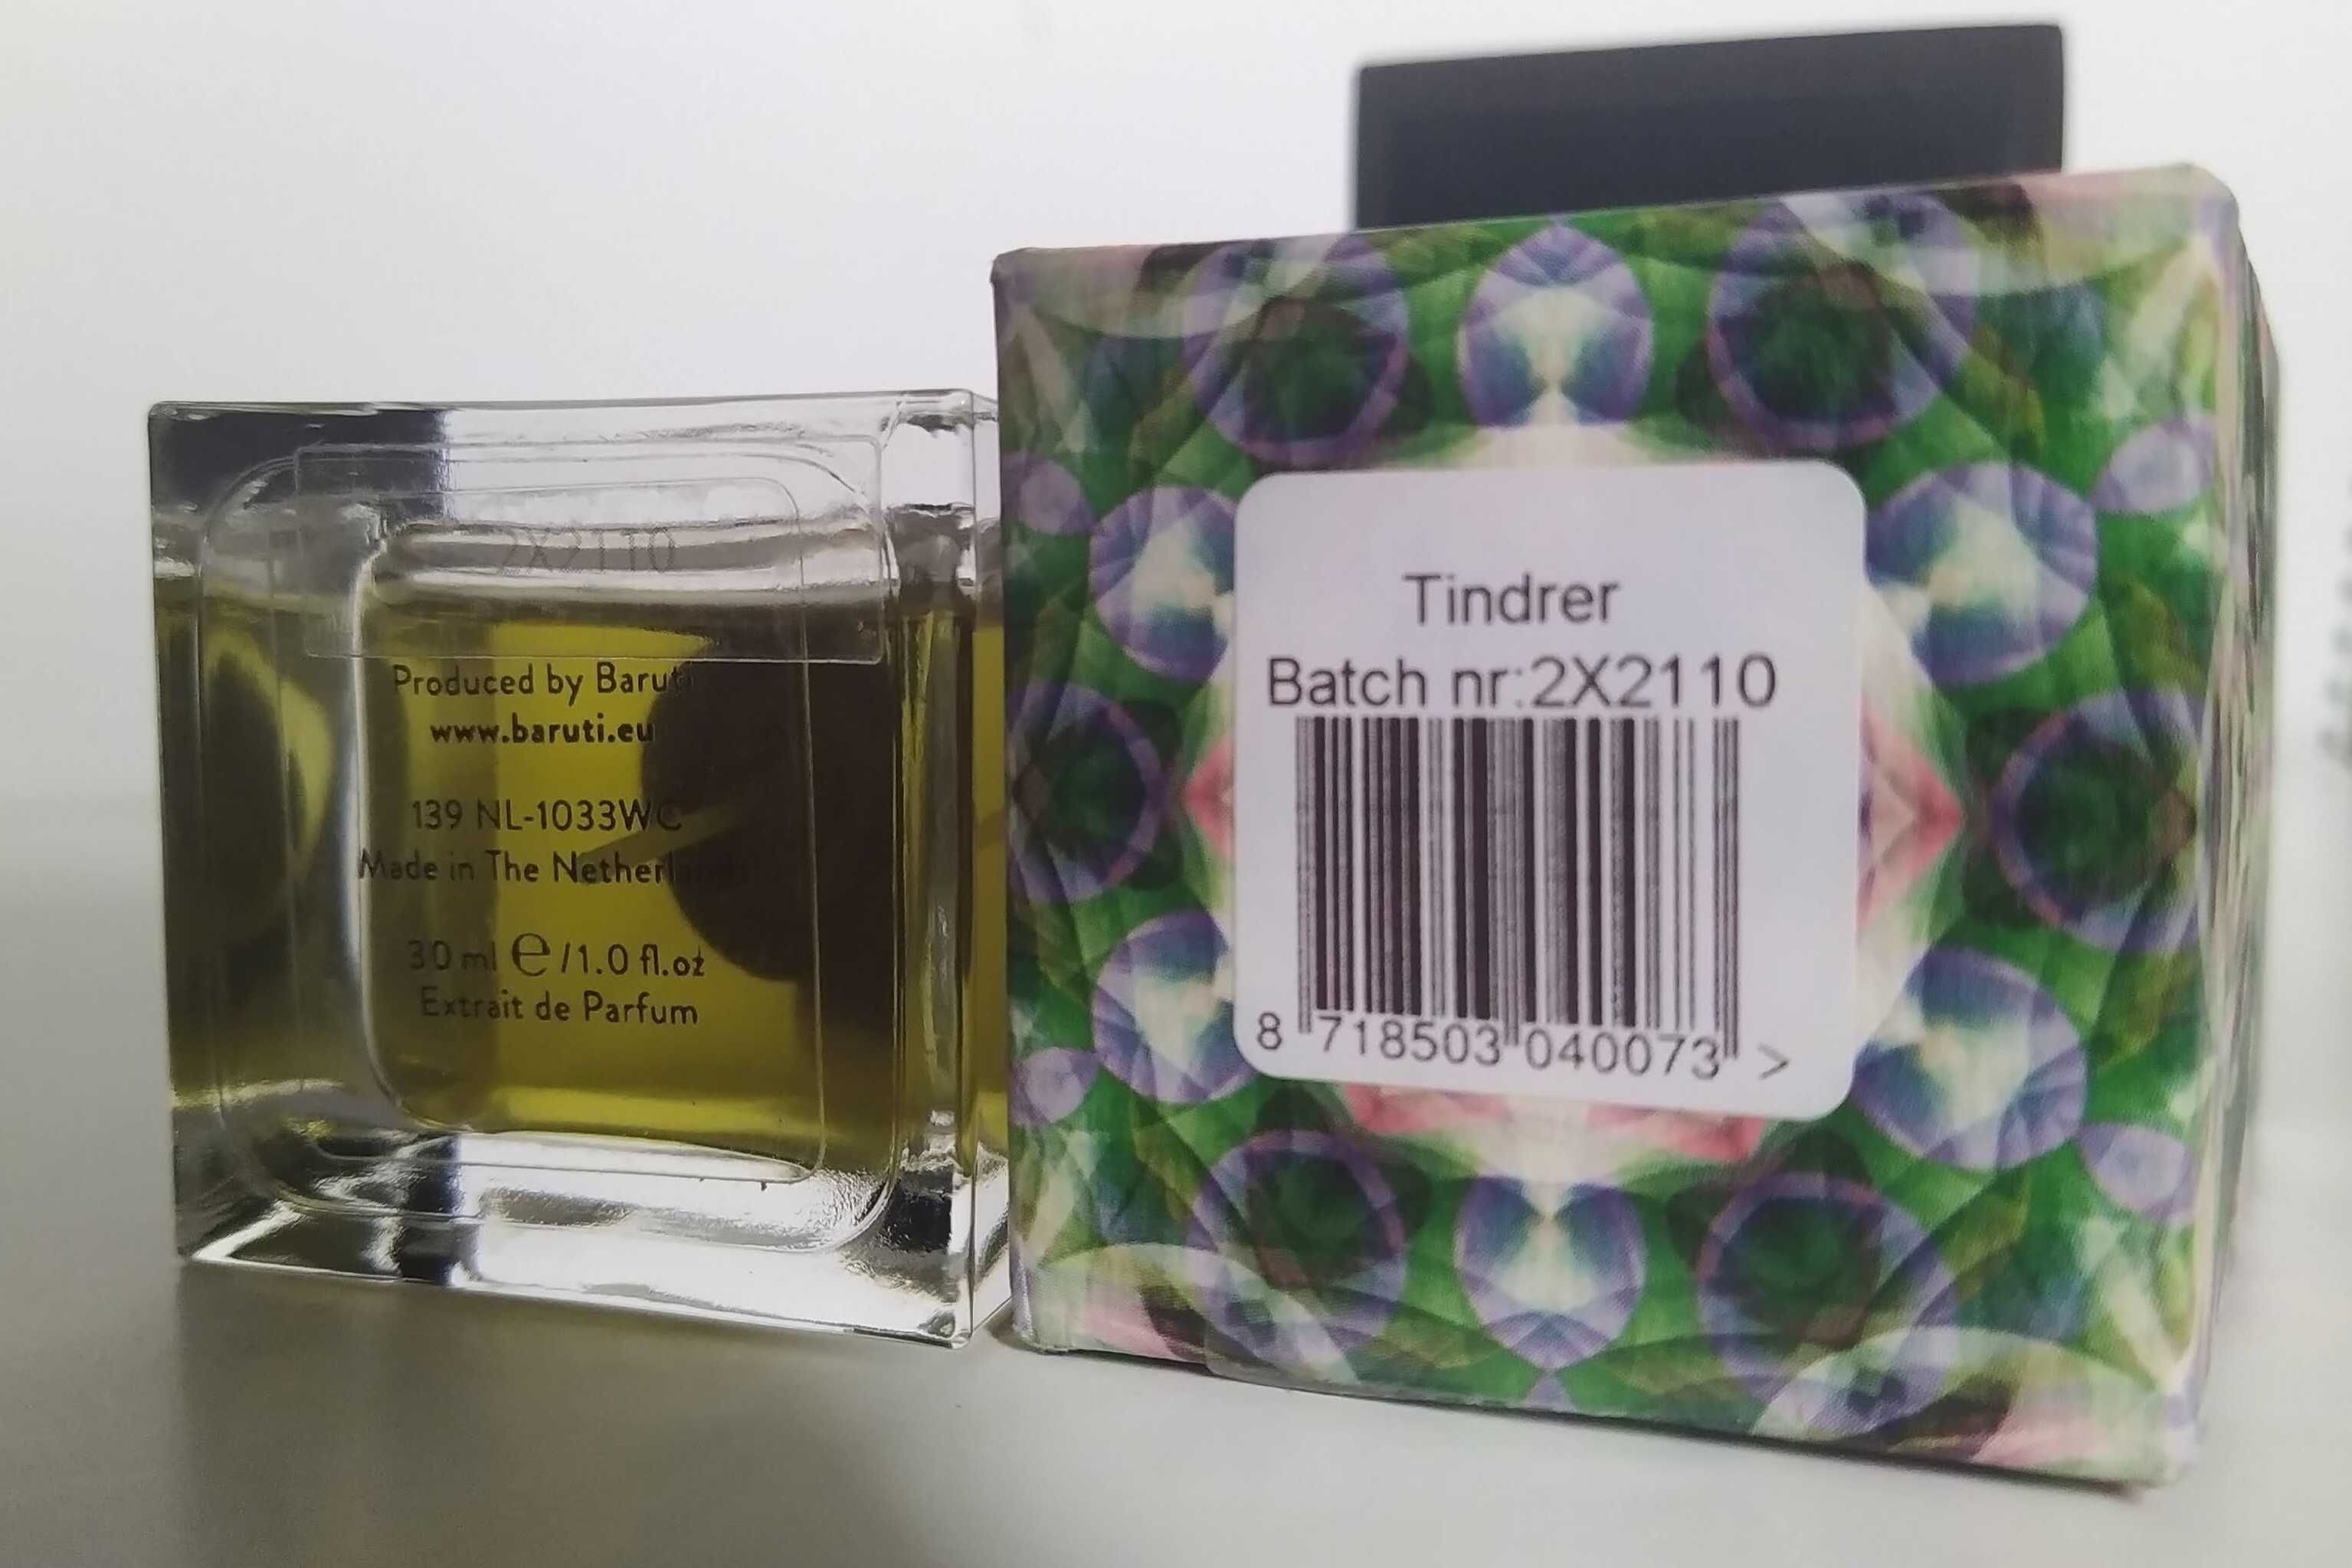 2X2110
Produced by Baruti
www.baruti.eu
139 NL-1033WC
Made in The Netherlands
30 ml ℮/1.0 fl.oz
Extrait de Parfum
Tindrer
Batch nr:2X2110
8 718503 040073 >